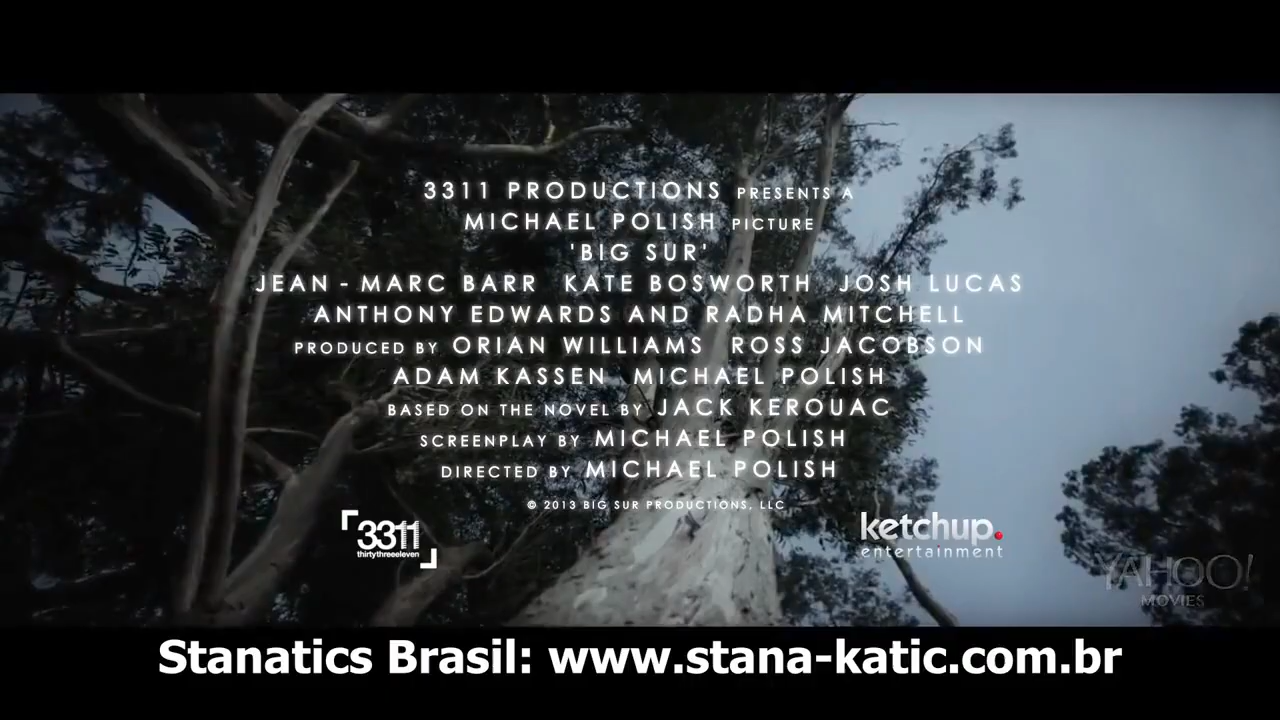 3311 PRODUCTIONS PRESENTS A
MICHAEL POLISH PICTURE
'BIG SUR'
JEAN - MARC BARR KATE BOSWORTH JOSH LUCAS
ANTHONY EDWARDS AND RADHA MITCHELL
PRODUCED BY ORIAN WILLIAMS ROSS JACOBSON
ADAM KASSEN MICHAEL POLISH
BASED ON THE NOVEL BY JACK KEROUAC
SCREENPLAY BY MICHAEL POLISH
DIRECTED BY MICHAEL POLISH
© 2013 BIG SUR PRODUCTIONS, LLC
3311
thirtythreeeleven
ketchup.
entertainment
YAHOO!
MOVIES
Stanatics Brasil: www.stana-katic.com.br